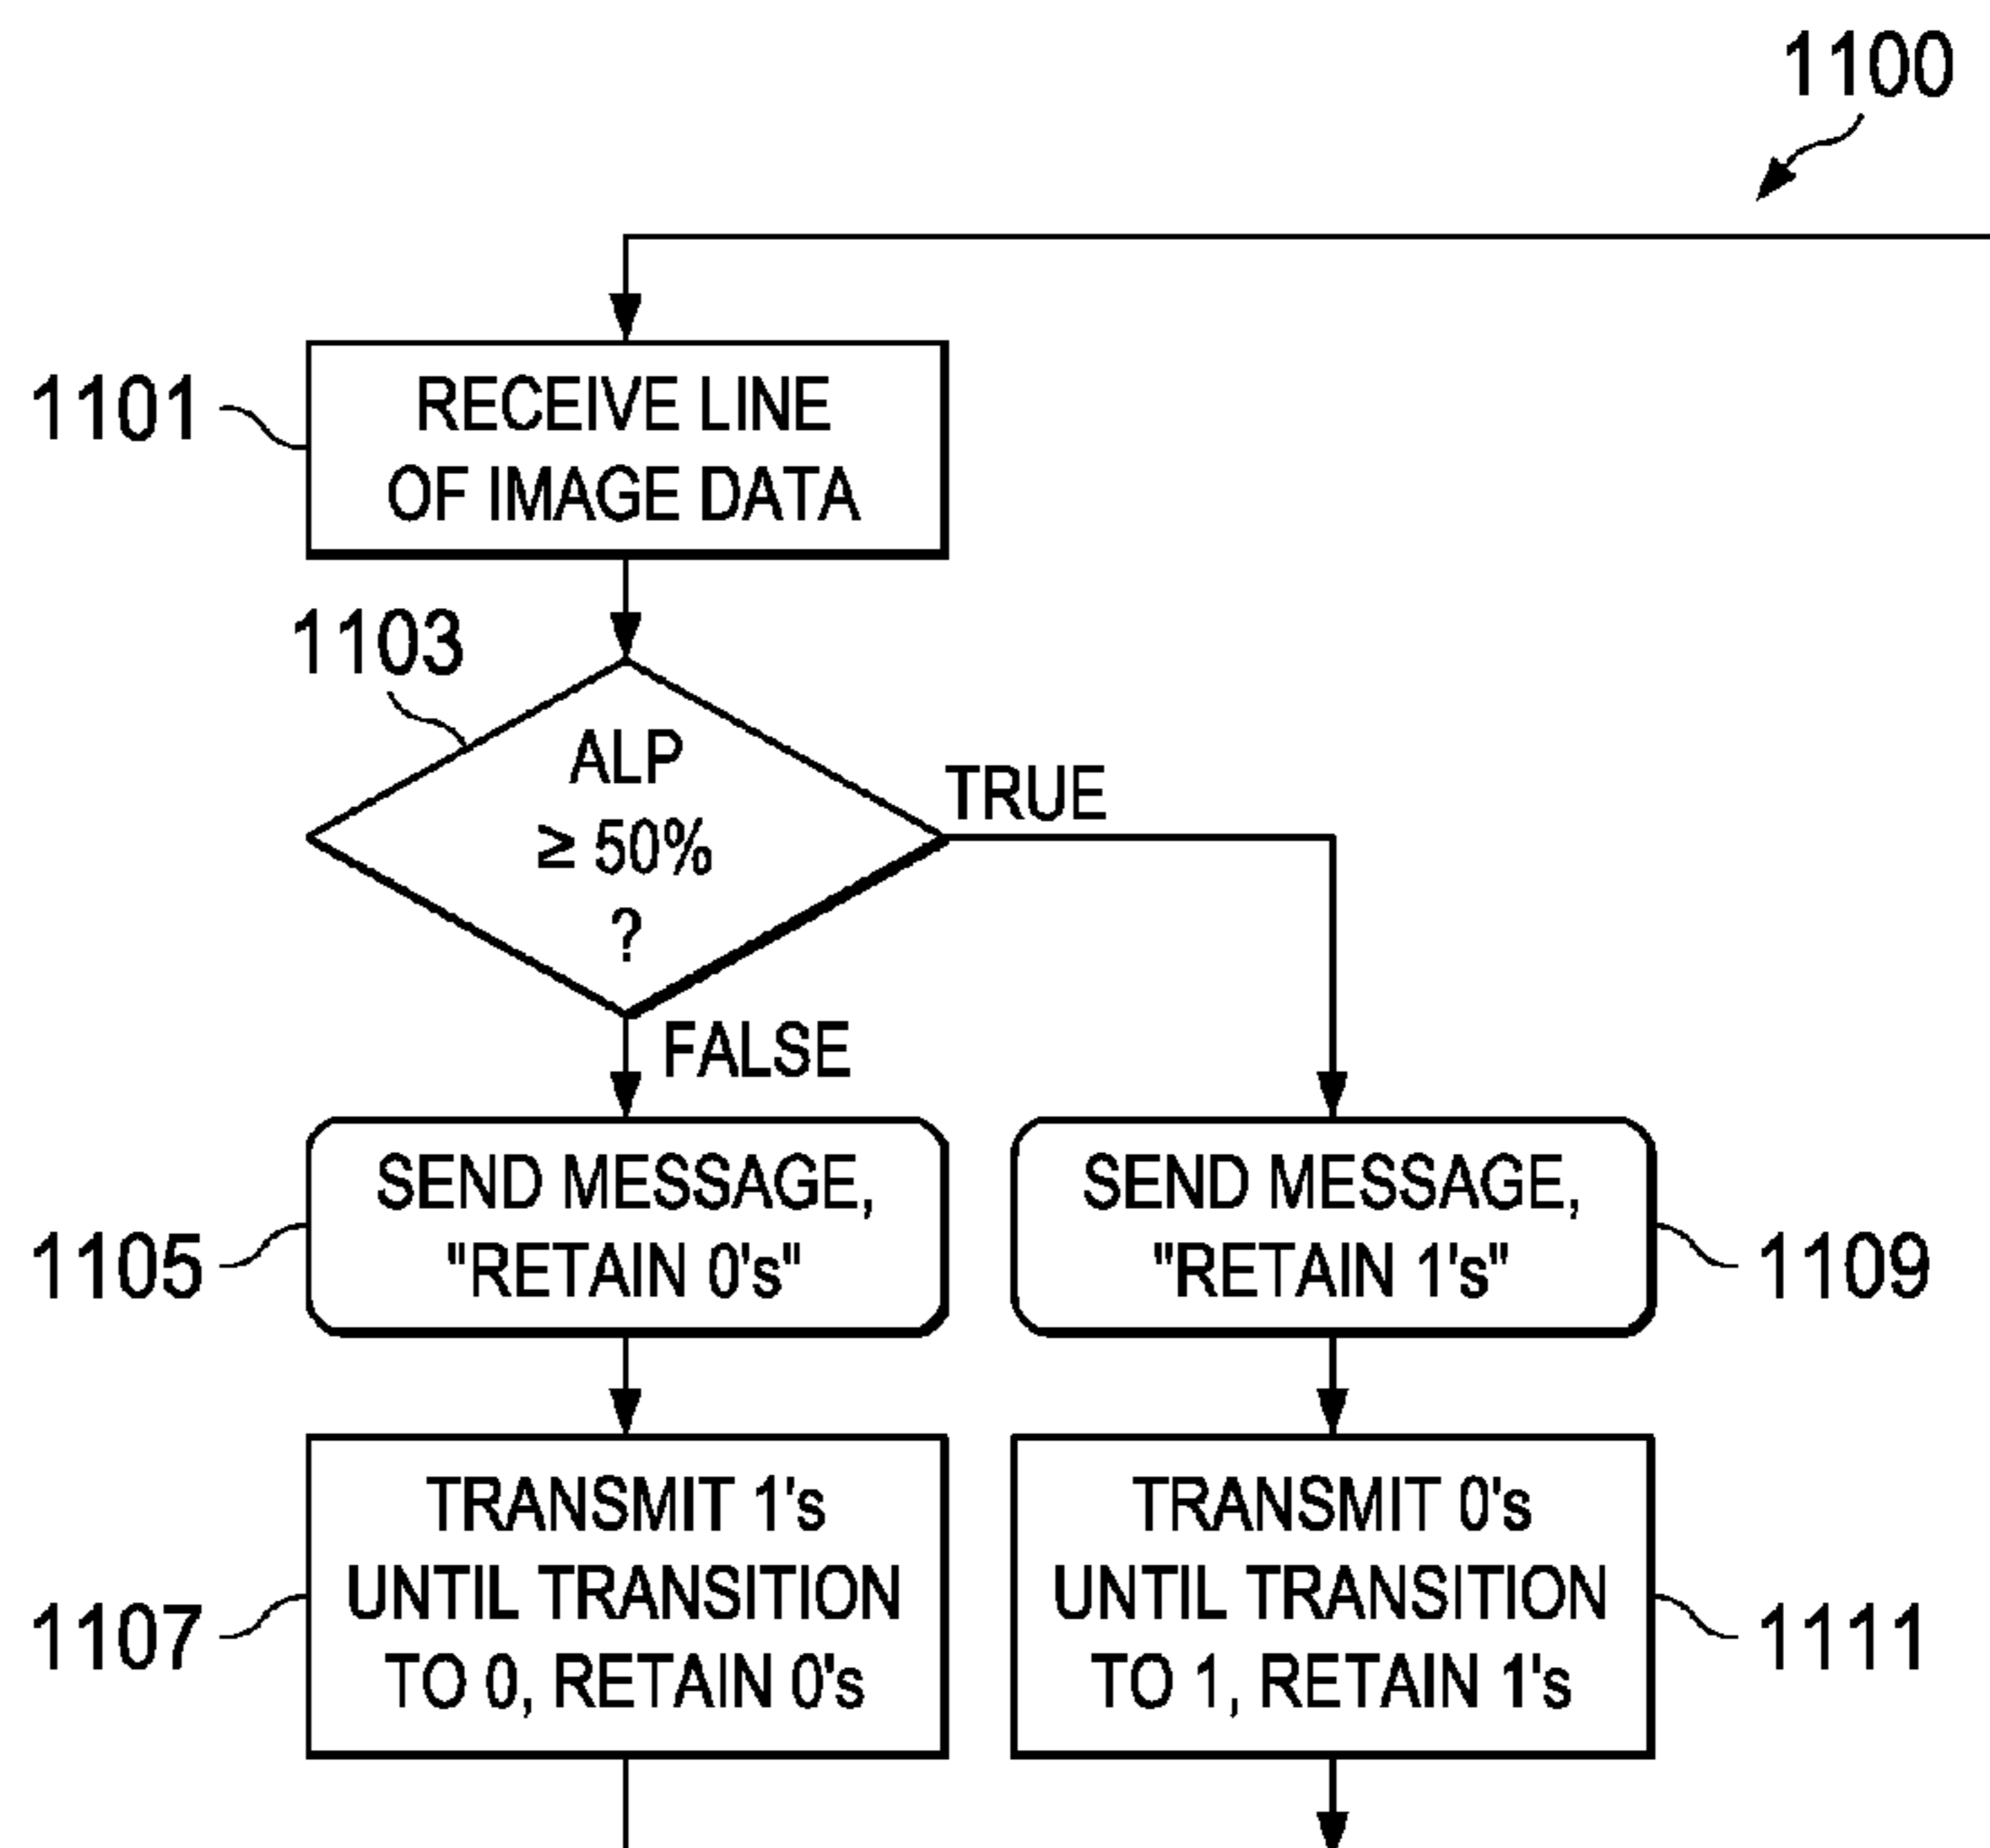 1100
1101
RECEIVE LINE
OF IMAGE DATA
1103
ALP
≥ 50%
?
TRUE
FALSE
1105
SEND MESSAGE,
"RETAIN 0's"
SEND MESSAGE,
"RETAIN 1's"
1109
1107
TRANSMIT 1's
UNTIL TRANSITION
TO 0, RETAIN 0's
TRANSMIT 0's
UNTIL TRANSITION
TO 1, RETAIN 1's
1111